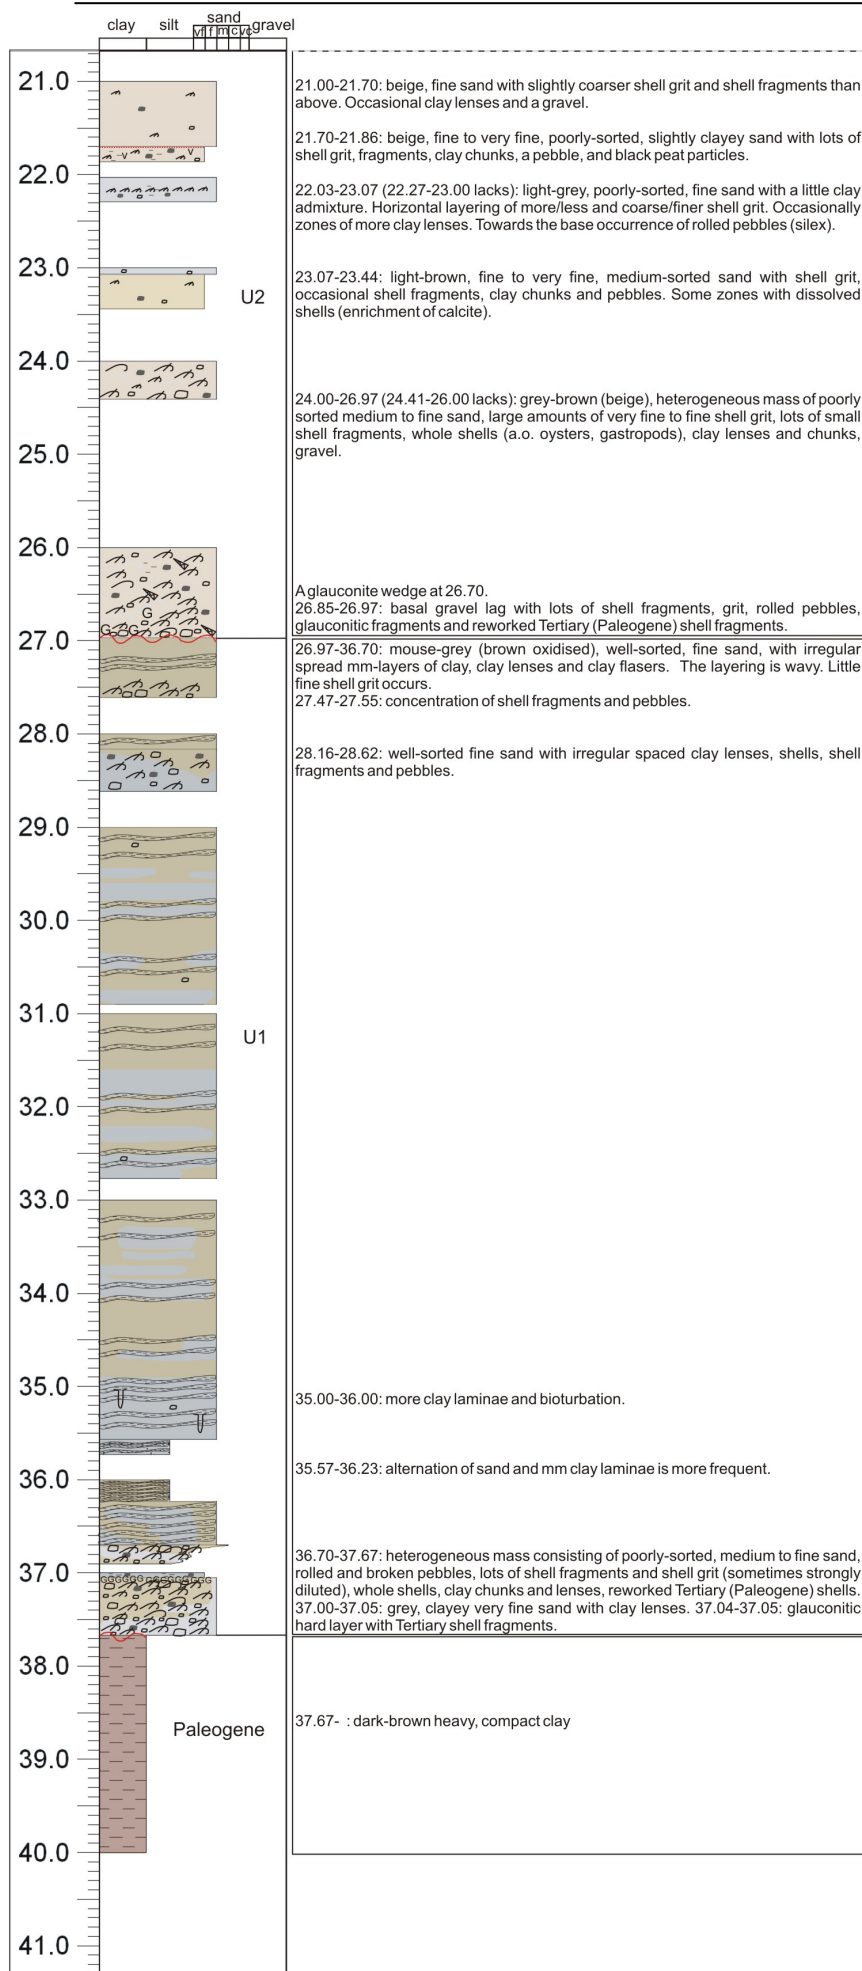 sand
clay silt gravel
vf f m c vc
21.0
21.00-21.70: beige, fine sand with slightly coarser shell grit and shell fragments than
above. Occasional clay lenses and a gravel.
21.70-21.86: beige, fine to very fine, poorly-sorted, slightly clayey sand with lots of
shell grit, fragments, clay chunks, a pebble, and black peat particles.
V V
22.0
22.03-23.07 (22.27-23.00 lacks): light-grey, poorly-sorted, fine sand with a little clay
admixture. Horizontal layering of more/less and coarse/finer shell grit. Occasionally
zones of more clay lenses. Towards the base occurrence of rolled pebbles (silex).
23.0
23.07-23.44: light-brown, fine to very fine, medium-sorted sand with shell grit,
occasional shell fragments, clay chunks and pebbles. Some zones with dissolved
shells (enrichment of calcite).
U2
24.0
24.00-26.97 (24.41-26.00 lacks): grey-brown (beige), heterogeneous mass of poorly
sorted medium to fine sand, large amounts of very fine to fine shell grit, lots of small
shell fragments, whole shells (a.o. oysters, gastropods), clay lenses and chunks,
gravel.
25.0
26.0
A glauconite wedge at 26.70.
26.85-26.97: basal gravel lag with lots of shell fragments, grit, rolled pebbles,
glauconitic fragments and reworked Tertiary (Paleogene) shell fragments.
G
G G G
27.0
26.97-36.70: mouse-grey (brown oxidised), well-sorted, fine sand, with irregular
spread mm-layers of clay, clay lenses and clay flasers. The layering is wavy. Little
fine shell grit occurs.
27.47-27.55: concentration of shell fragments and pebbles.
28.0
28.16-28.62: well-sorted fine sand with irregular spaced clay lenses, shells, shell
fragments and pebbles.
29.0
30.0
31.0
U1
32.0
33.0
34.0
35.0
35.00-36.00: more clay laminae and bioturbation.
36.0
35.57-36.23: alternation of sand and mm clay laminae is more frequent.
37.0
36.70-37.67: heterogeneous mass consisting of poorly-sorted, medium to fine sand,
rolled and broken pebbles, lots of shell fragments and shell grit (sometimes strongly
diluted), whole shells, clay chunks and lenses, reworked Tertiary (Paleogene) shells.
37.00-37.05: grey, clayey very fine sand with clay lenses. 37.04-37.05: glauconitic
hard layer with Tertiary shell fragments.
GGGGGG GGGGGGGGG
38.0
Paleogene
37.67- : dark-brown heavy, compact clay
39.0
40.0
41.0